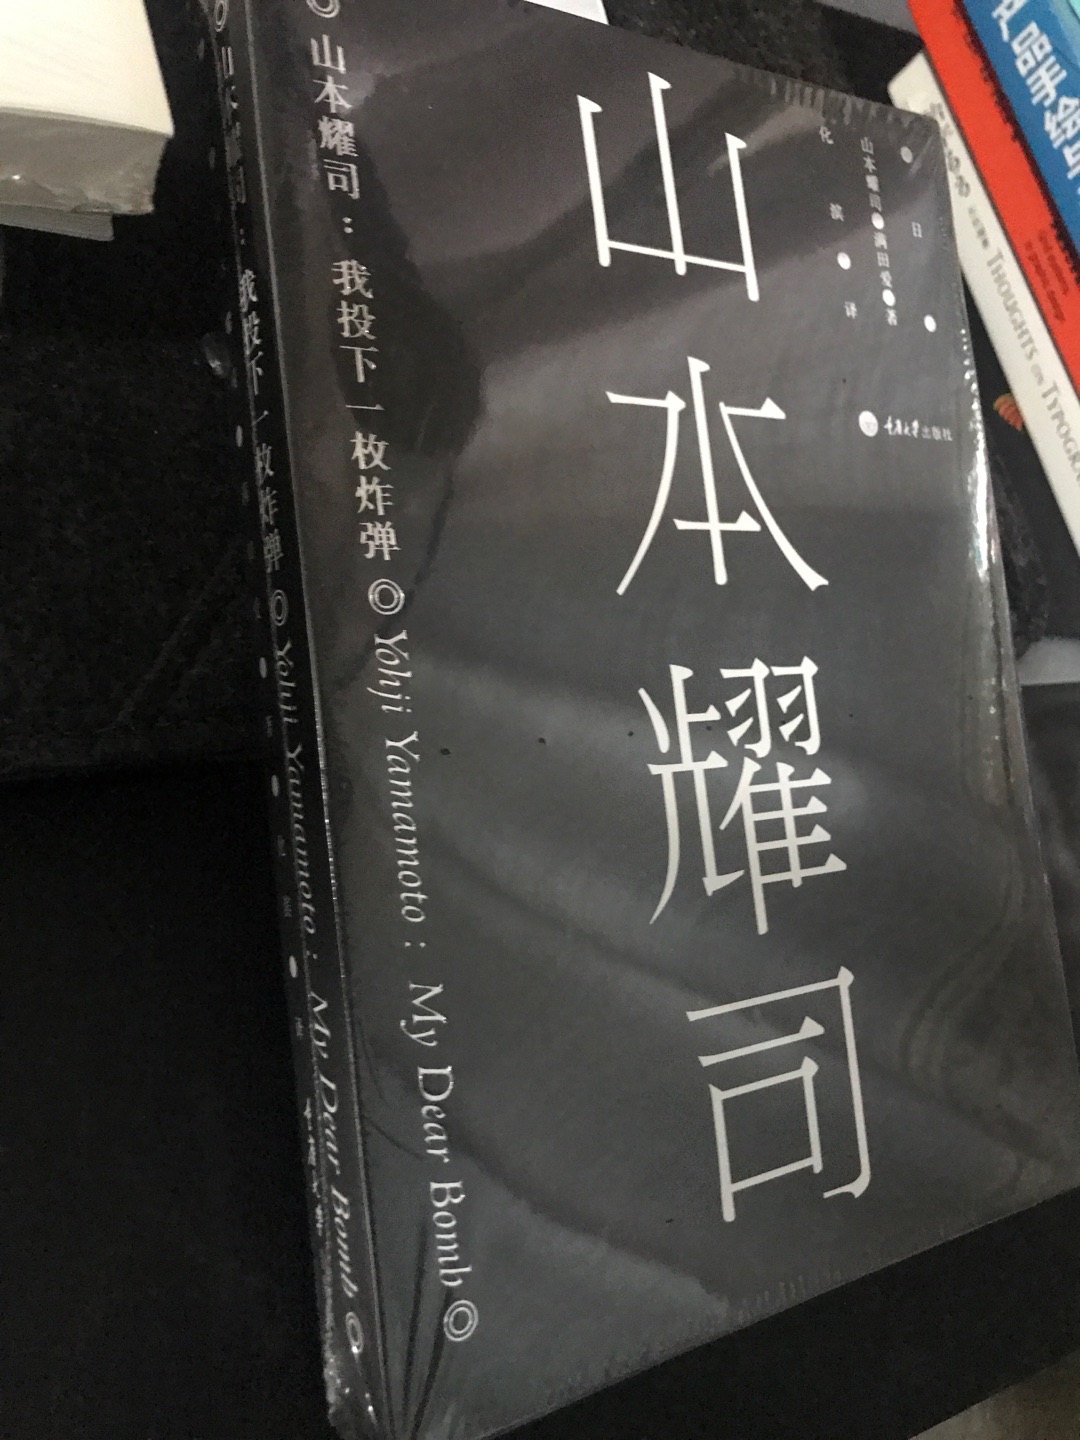 山本耀司
山本耀司：我投下一枚炸弹◎Yohji Yamamoto：My Dear Bomb◎
日
山本耀司●满田爱●著
化滨●译
重庆大学出版社
山本耀司：我投下一枚炸弹◎Yohji Yamamoto：My Dear Bomb◎
THOUGHTS ON TYPOGR